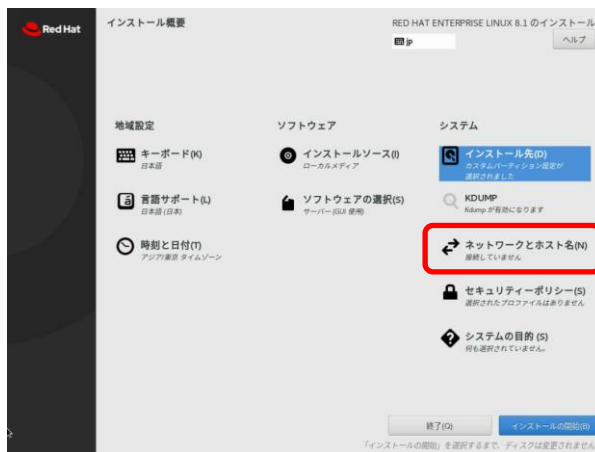 Red Hat
インストール概要
RED HAT ENTERPRISE LINUX 8.1 のインストール
jp
ヘルプ
地域設定
キーボード(K)
日本語
言語サポート(L)
日本語 (日本)
時刻と日付(T)
アジア/東京 タイムゾーン
ソフトウェア
インストールソース(I)
ローカルメディア
ソフトウェアの選択(S)
サーバー (GUI 使用)
システム
インストール先(D)
カスタムパーティション設定が
選択されました
KDUMP
Kdump が有効になります
ネットワークとホスト名(N)
接続していません
セキュリティーポリシー(S)
選択されたプロファイルはありません
システムの目的 (S)
何も選択されていません。
終了(Q)
インストールの開始(B)
「インストールの開始」を選択するまで、ディスクは変更されません